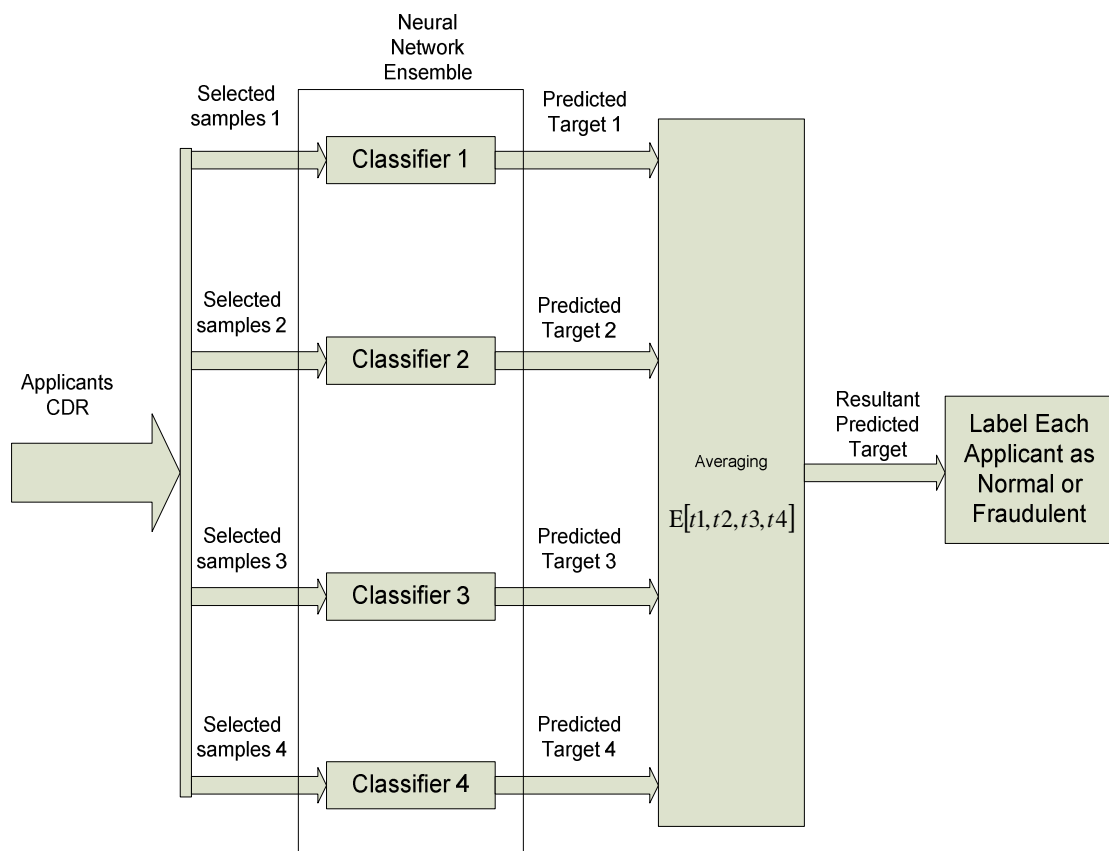 Neural
Network
Ensemble
Selected
samples 1
Classifier 1
Predicted
Target 1
Selected
samples 2
Classifier 2
Predicted
Target 2
Applicants
CDR
Selected
samples 3
Classifier 3
Predicted
Target 3
Selected
samples 4
Classifier 4
Predicted
Target 4
Averaging
E[t1,t2,t3,t4]
Resultant
Predicted
Target
Label Each
Applicant as
Normal or
Fraudulent